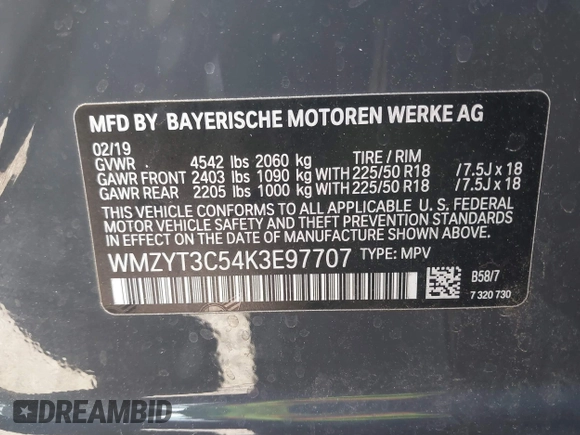 MFD BY BAYERISCHE MOTOREN WERKE AG
02/19
GVWR . 4542 lbs 2060 kg TIRE / RIM
GAWR FRONT 2403 lbs 1090 kg WITH 225/50 R18 /7.5J x 18
GAWR REAR 2205 lbs 1000 kg WITH 225/50 R18 /7.5J x 18
THIS VEHICLE CONFORMS TO ALL APPLICABLE U. S. FEDERAL
MOTOR VEHICLE SAFETY AND THEFT PREVENTION STANDARDS
IN EFFECT ON THE DATE OF MANUFACTURE SHOWN ABOVE.
WMZYT3C54K3E97707 TYPE: MPV
B58/7
7 320 730
DREAMBID